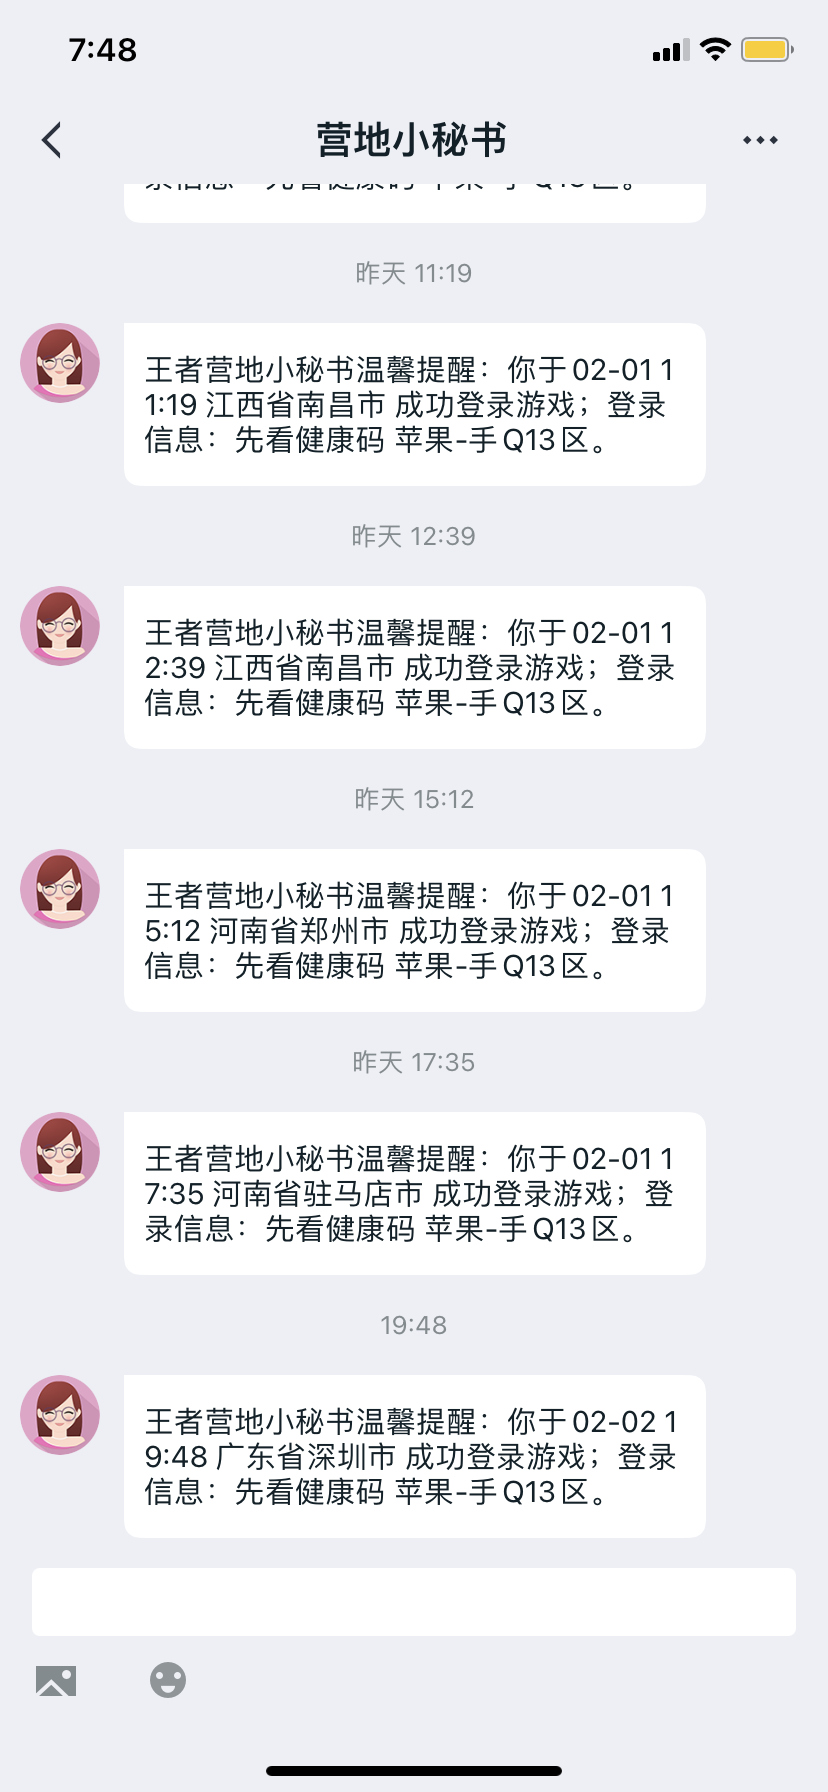 7:48
营地小秘书
昨天 11:19
王者营地小秘书温馨提醒：你于02-01 1
1:19 江西省南昌市 成功登录游戏；登录
信息：先看健康码 苹果-手Q13区。
昨天 12:39
王者营地小秘书温馨提醒：你于02-01 1
2:39 江西省南昌市 成功登录游戏；登录
信息：先看健康码 苹果-手Q13区。
昨天 15:12
王者营地小秘书温馨提醒：你于02-01 1
5:12 河南省郑州市 成功登录游戏；登录
信息：先看健康码 苹果-手Q13区。
昨天 17:35
王者营地小秘书温馨提醒：你于02-01 1
7:35 河南省驻马店市 成功登录游戏；登
录信息：先看健康码 苹果-手Q13区。
19:48
王者营地小秘书温馨提醒：你于02-02 1
9:48 广东省深圳市 成功登录游戏；登录
信息：先看健康码 苹果-手Q13区。